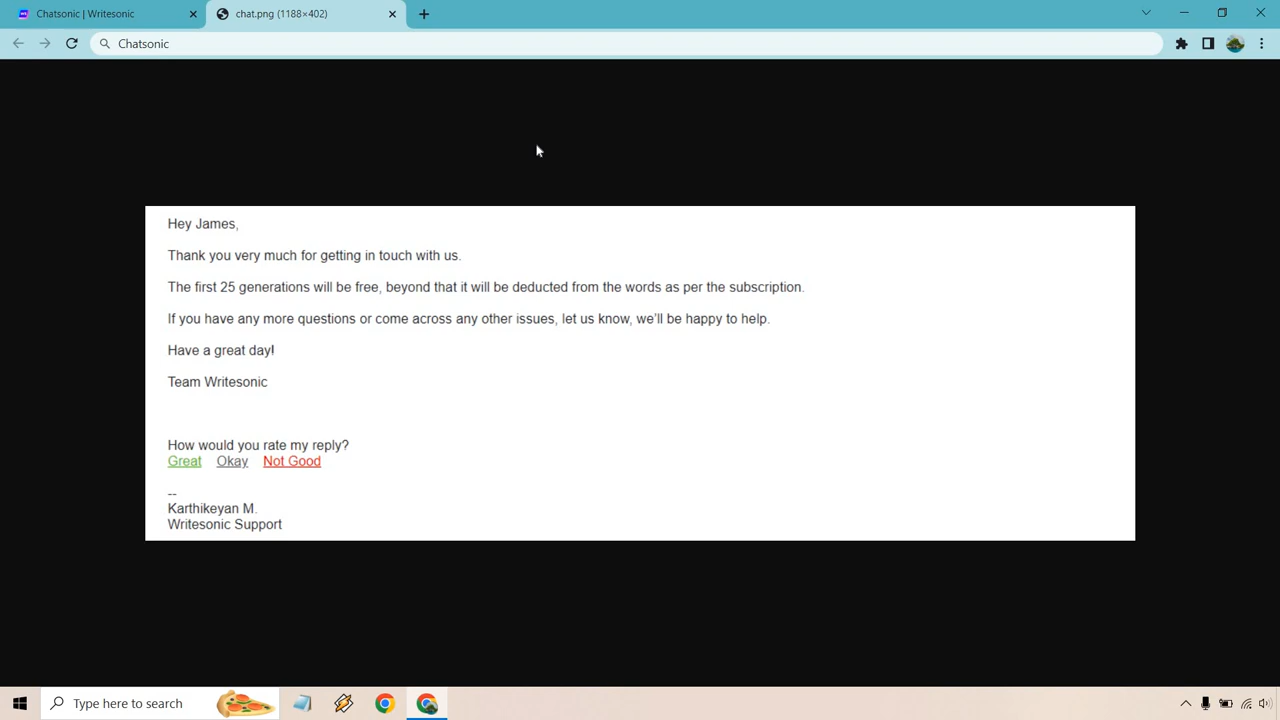 Chatsonic | Writesonic
chat.png (1188×402)
Chatsonic
Hey James,
Thank you very much for getting in touch with us.
The first 25 generations will be free, beyond that it will be deducted from the words as per the subscription.
If you have any more questions or come across any other issues, let us know, we'll be happy to help.
Have a great day!
Team Writesonic
How would you rate my reply?
Great Okay Not Good
--
Karthikeyan M.
Writesonic Support
Type here to search